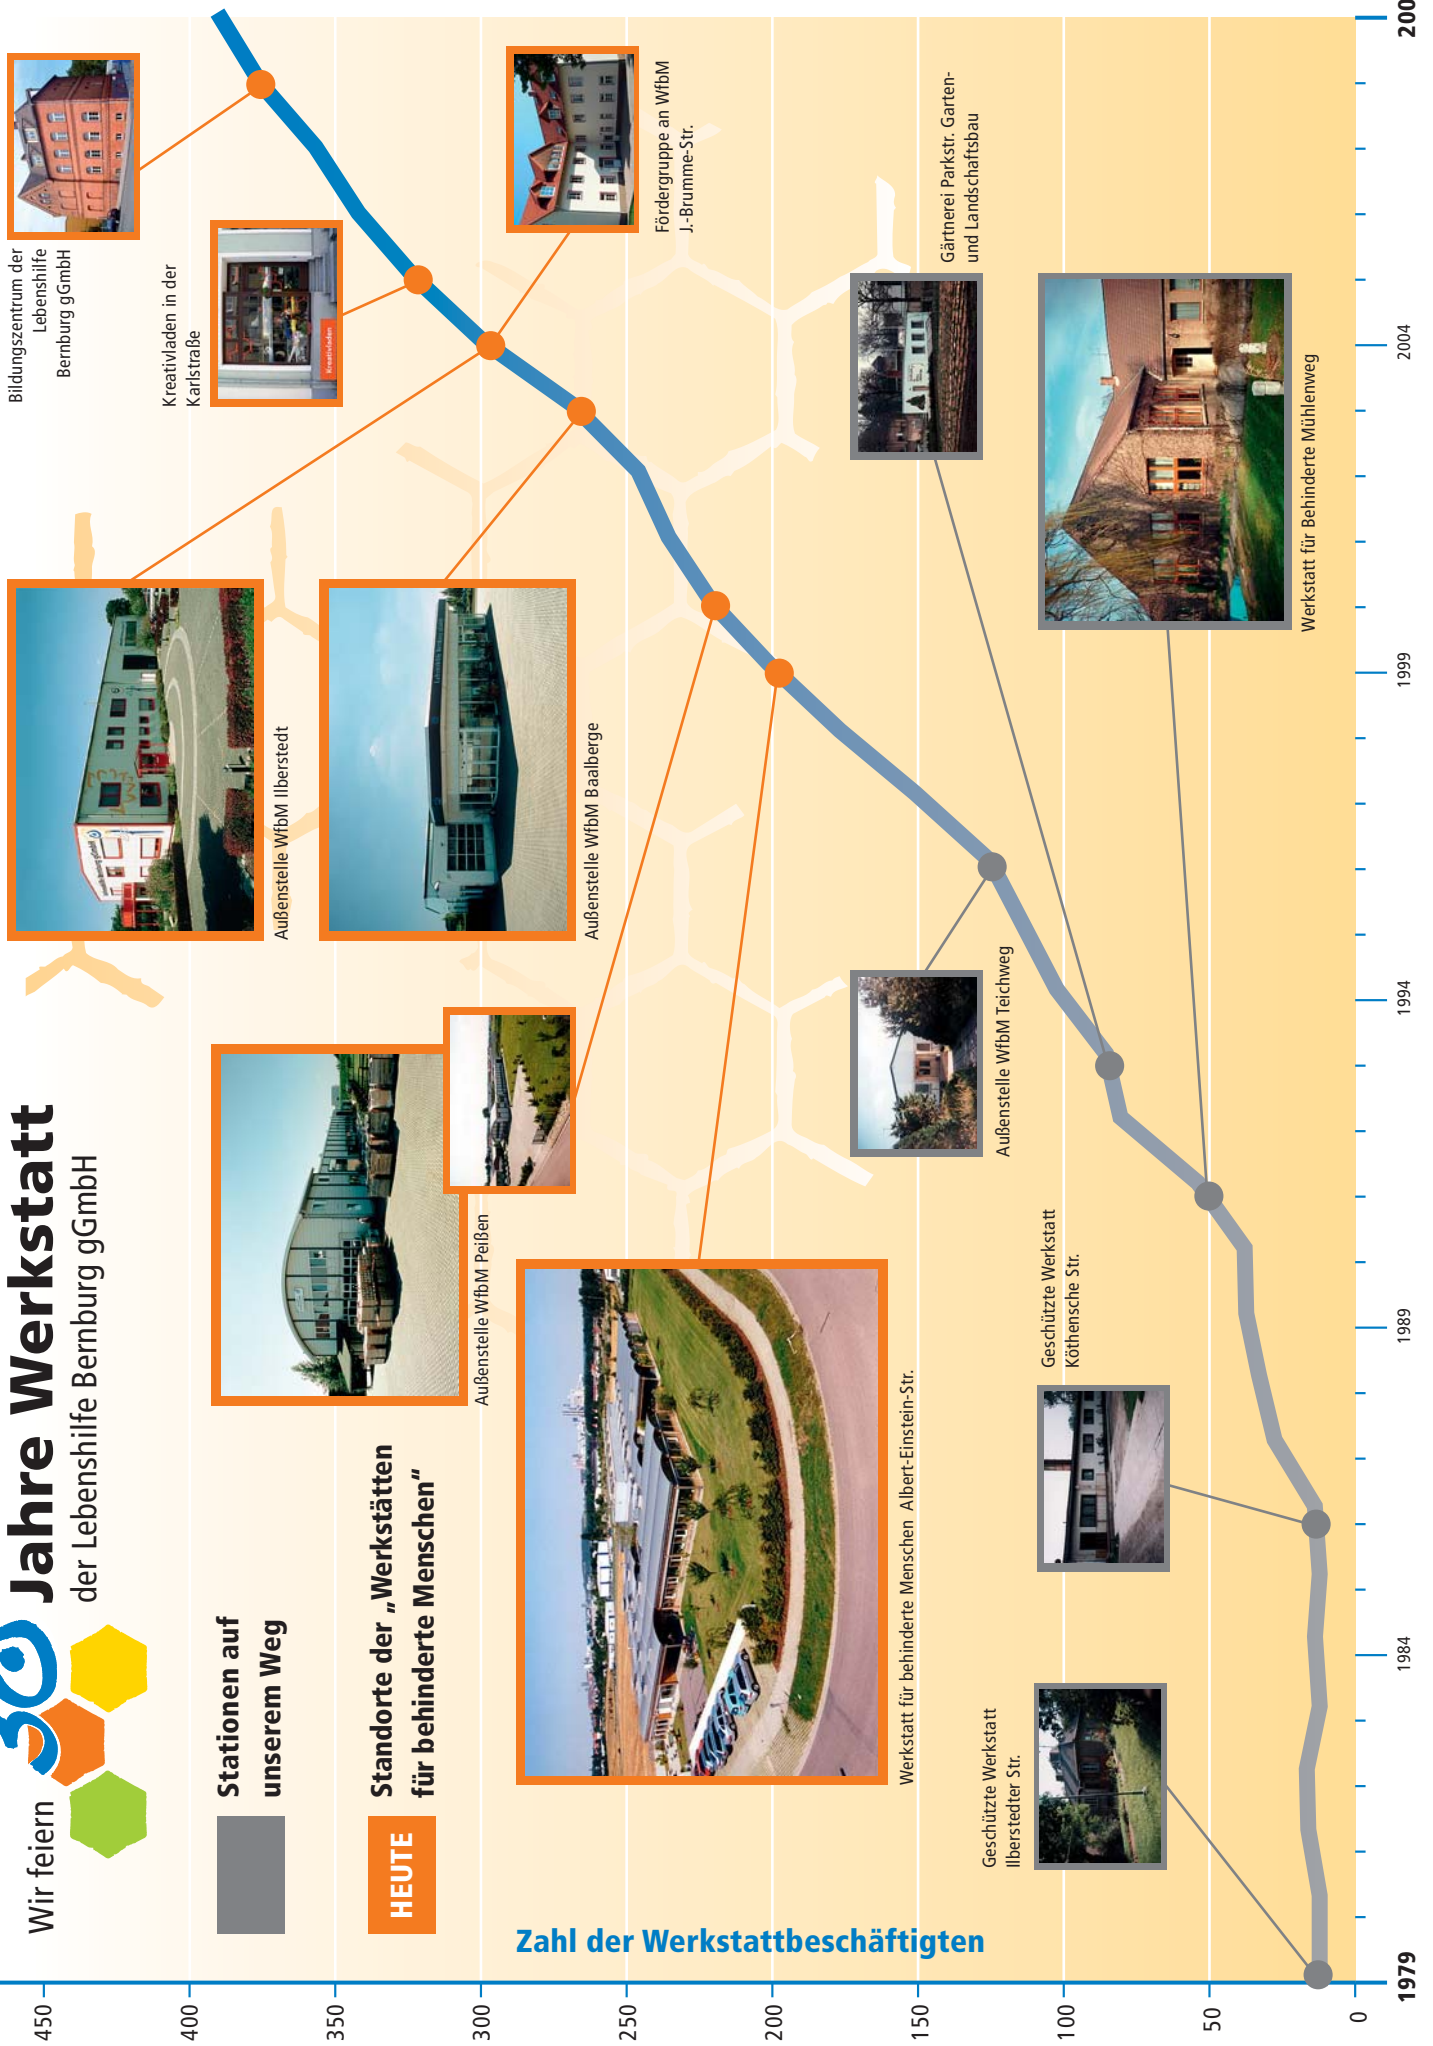 Wir feiern 30 Jahre Werkstatt
der Lebenshilfe Bernburg gGmbH
Stationen auf
unserem Weg
HEUTE
Standorte der „Werkstätten
für behinderte Menschen“
Außenstelle WfbM Ilberstedt
Bildungszentrum der
Lebenshilfe
Bernburg gGmbH
Kreativladen in der
Karlstraße
Kreativladen
Außenstelle WfbM Peißen
Außenstelle WfbM Baalberge
Fördergruppe an WfbM
J.-Brumme-Str.
Werkstatt für behinderte Menschen Albert-Einstein-Str.
Außenstelle WfbM Teichweg
Gärtnerei Parkstr. Garten-
und Landschaftsbau
Geschützte Werkstatt
Ilberstedter Str.
Geschützte Werkstatt
Köthensche Str.
Werkstatt für Behinderte Mühlenweg
Zahl der Werkstattbeschäftigten
450
400
350
300
250
200
150
100
50
0
1979
1984
1989
1994
1999
2004
200